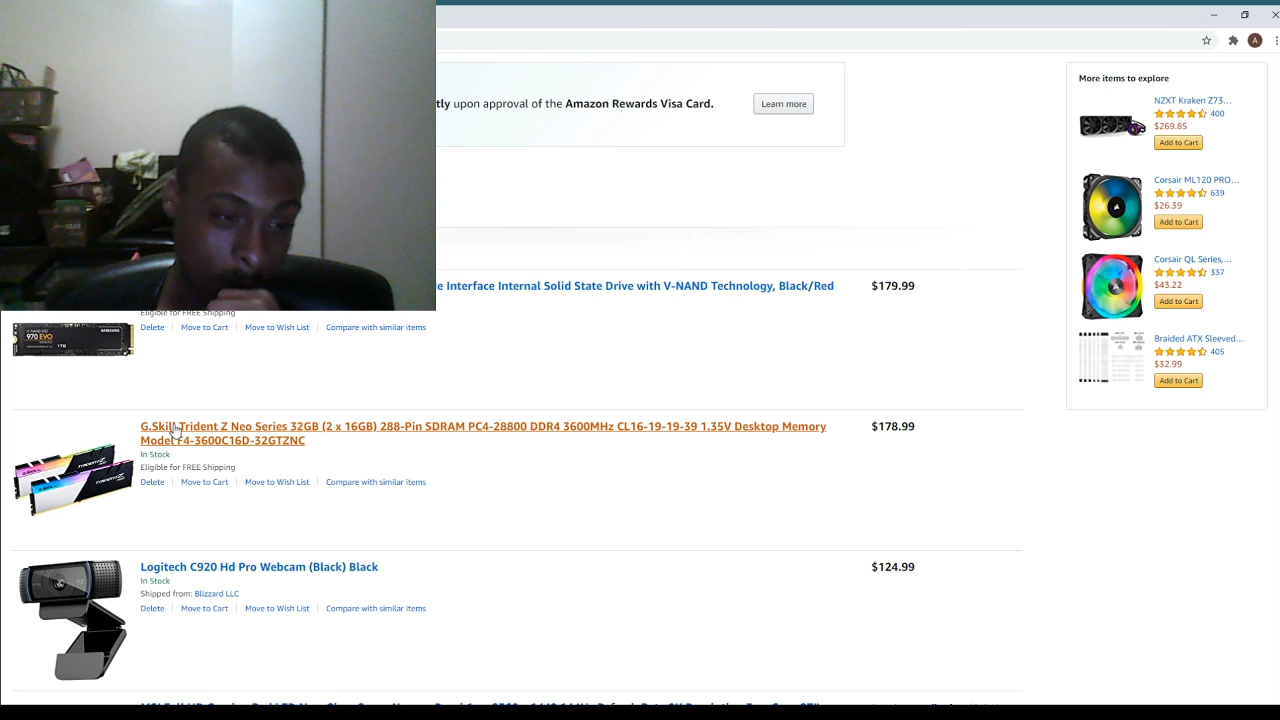 tly upon approval of the Amazon Rewards Visa Card.
Learn more
More items to explore
NZXT Kraken Z73...
400
$269.85
Add to Cart
Corsair ML120 PRO...
639
$26.39
Add to Cart
Corsair QL Series,...
337
$43.22
Add to Cart
Braided ATX Sleeved...
405
$32.99
Add to Cart
A
e Interface Internal Solid State Drive with V-NAND Technology, Black/Red
$179.99
Eligible for FREE Shipping
Delete Move to Cart Move to Wish List Compare with similar items
SAMSUNG
970 EVO
1TB
G.Skill Trident Z Neo Series 32GB (2 x 16GB) 288-Pin SDRAM PC4-28800 DDR4 3600MHz CL16-19-19-39 1.35V Desktop Memory
Model F4-3600C16D-32GTZNC
$178.99
In Stock
Eligible for FREE Shipping
Delete Move to Cart Move to Wish List Compare with similar items
Logitech C920 Hd Pro Webcam (Black) Black
$124.99
In Stock
Shipped from: Blizzard LLC
Delete Move to Cart Move to Wish List Compare with similar items